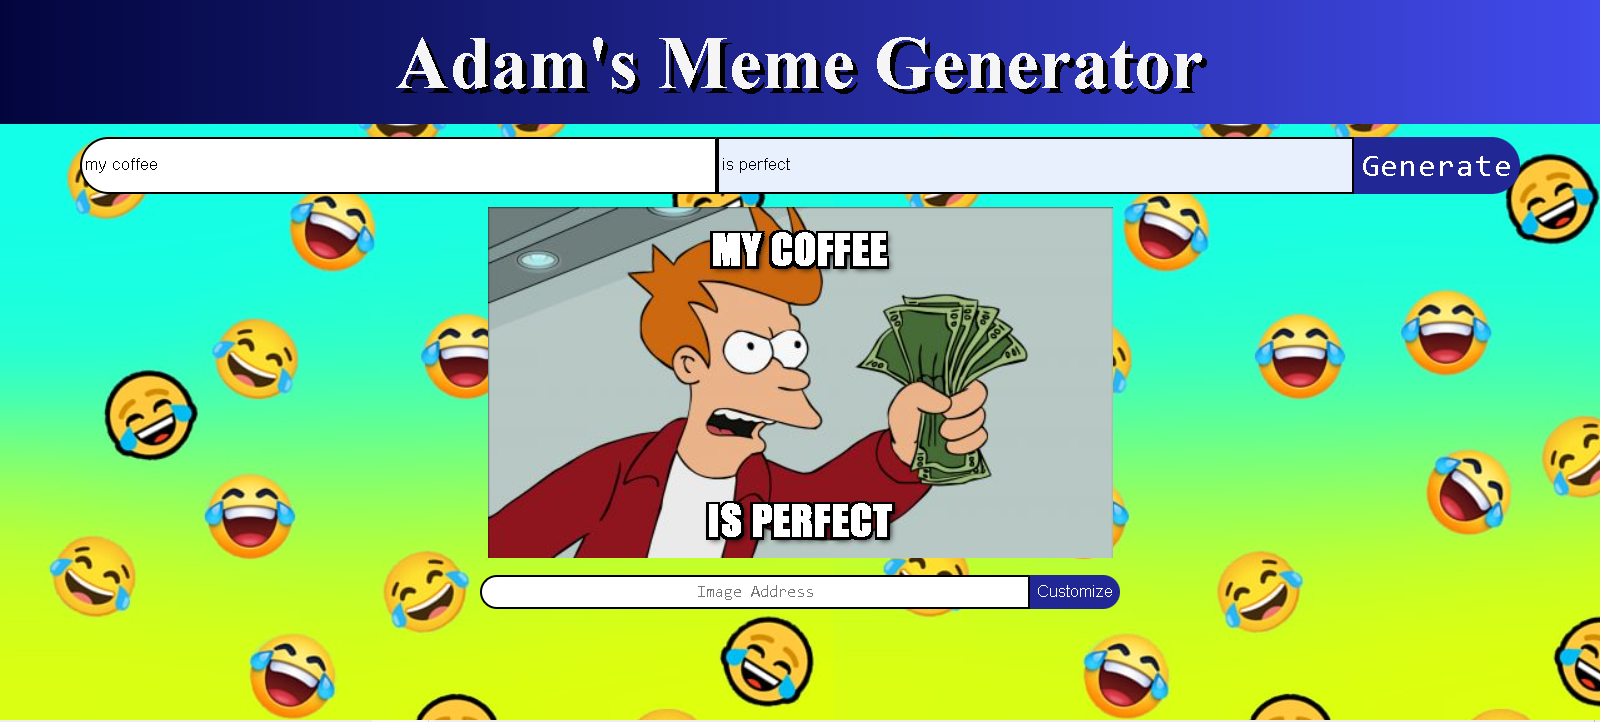 Adam's Meme Generator
my coffee
is perfect
Generate
MY COFFEE
IS PERFECT
Image Address
Customize